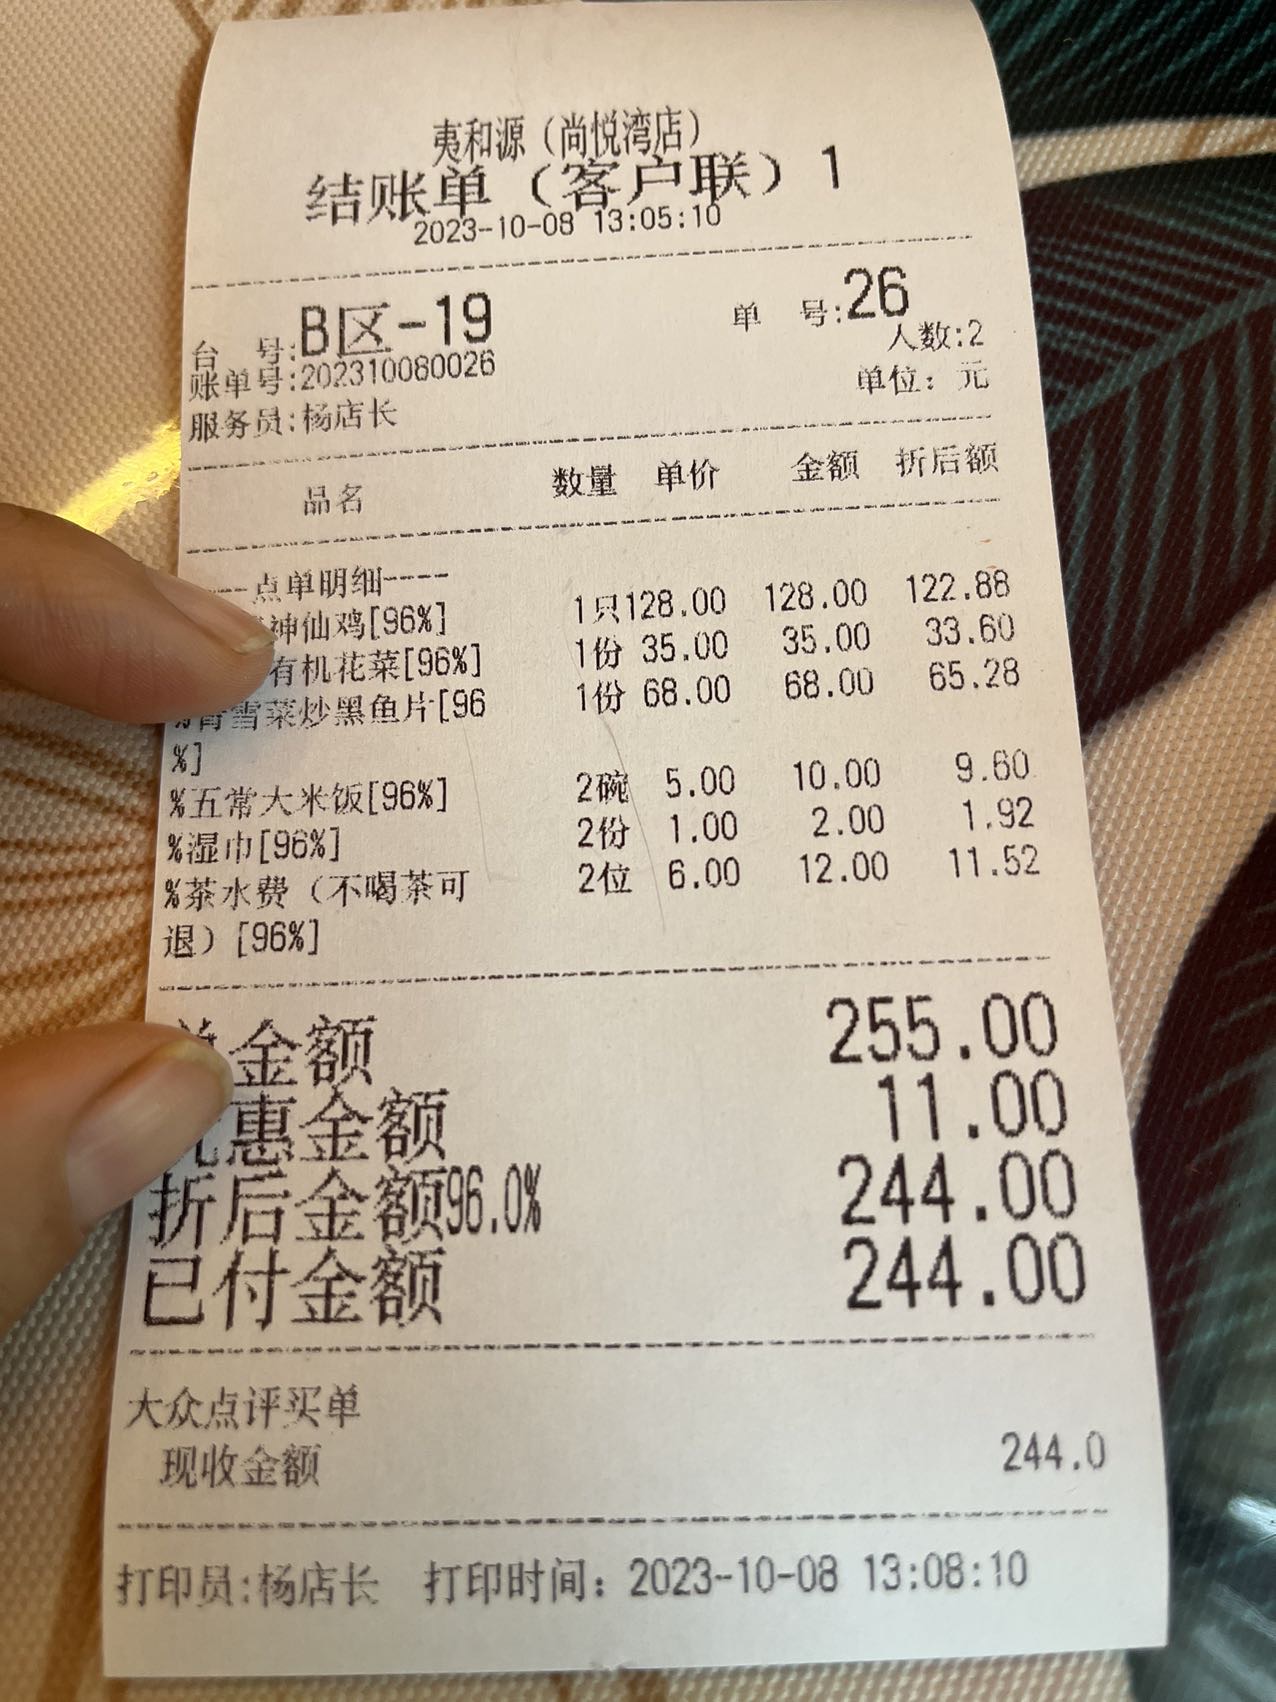 夷和源（尚悦湾店）
结账单（客户联）1
2023-10-08 13:05:10
台 号:B区-19 单 号:26
人数:2
账单号:202310080026
单位：元
服务员:杨店长
品名 数量 单价 金额 折后额
--点单明细----
神仙鸡[96%] 1只128.00 128.00 122.88
有机花菜[96%] 1份 35.00 35.00 33.60
雪菜炒黑鱼片[96 1份 68.00 68.00 65.28
%]
%五常大米饭[96%] 2碗 5.00 10.00 9.60
%湿巾[96%] 2份 1.00 2.00 1.92
%茶水费（不喝茶可 2位 6.00 12.00 11.52
退）[96%]
金额 255.00
惠金额 11.00
折后金额96.0% 244.00
已付金额 244.00
大众点评买单
现收金额 244.0
打印员:杨店长 打印时间：2023-10-08 13:08:10